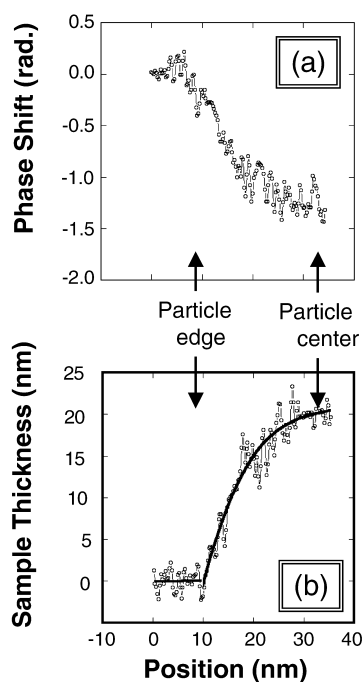 0.5
0.0
-0.5
-1.0
-1.5
-2.0
Phase Shift (rad.)
(a)
Particle edge
Particle center
25
20
15
10
5
0
-10 0 10 20 30 40
Sample Thickness (nm)
(b)
Position (nm)